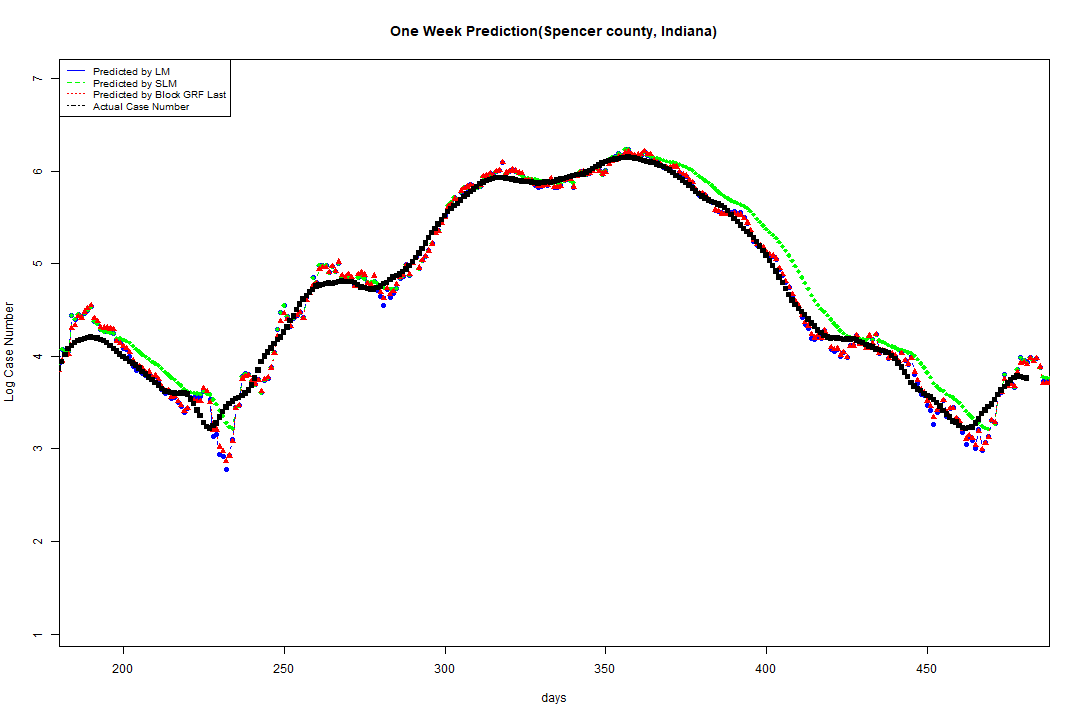 One Week Prediction(Spencer county, Indiana)
Predicted by LM
Predicted by SLM
Predicted by Block GRF Last
Actual Case Number
7
6
5
4
3
2
1
Log Case Number
200 250 300 350 400 450
days